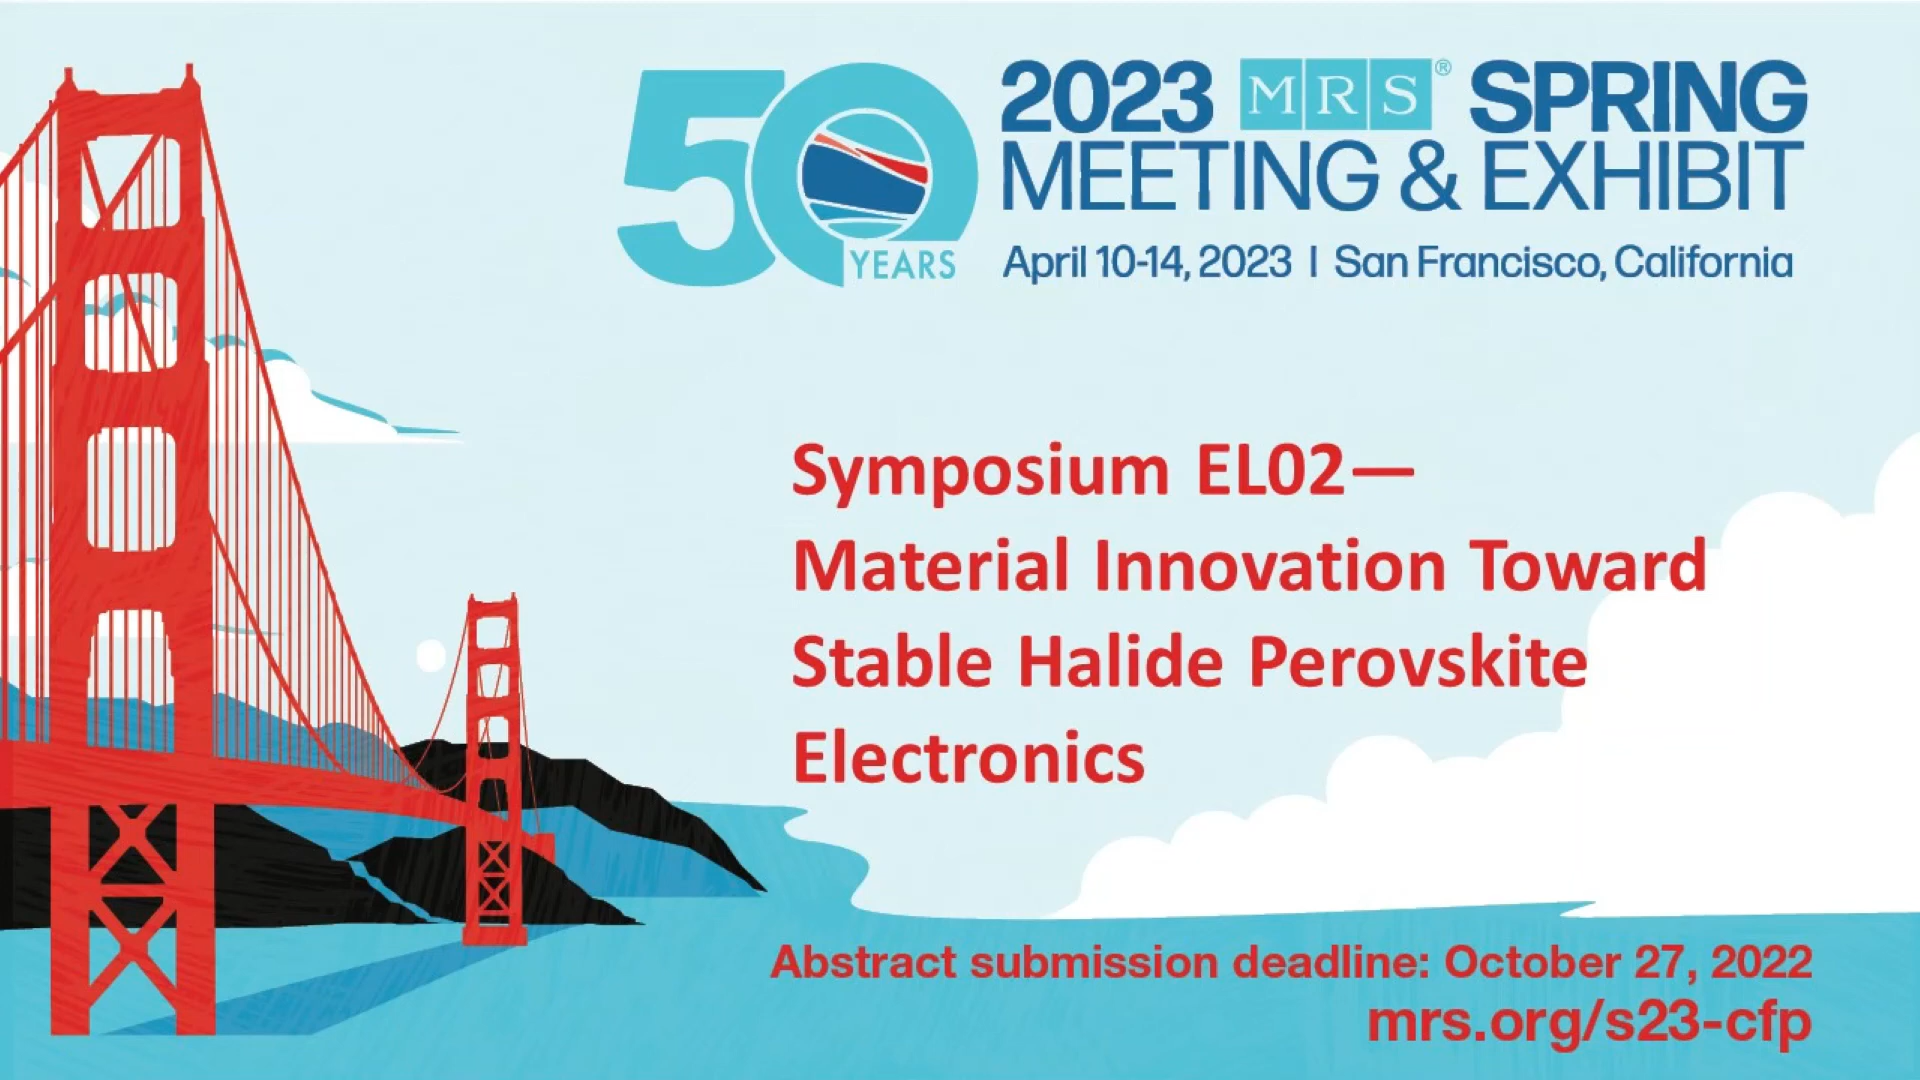 50 YEARS
2023 MRS® SPRING
MEETING & EXHIBIT
April 10-14, 2023 | San Francisco, California
Symposium EL02—
Material Innovation Toward
Stable Halide Perovskite
Electronics
Abstract submission deadline: October 27, 2022
mrs.org/s23-cfp